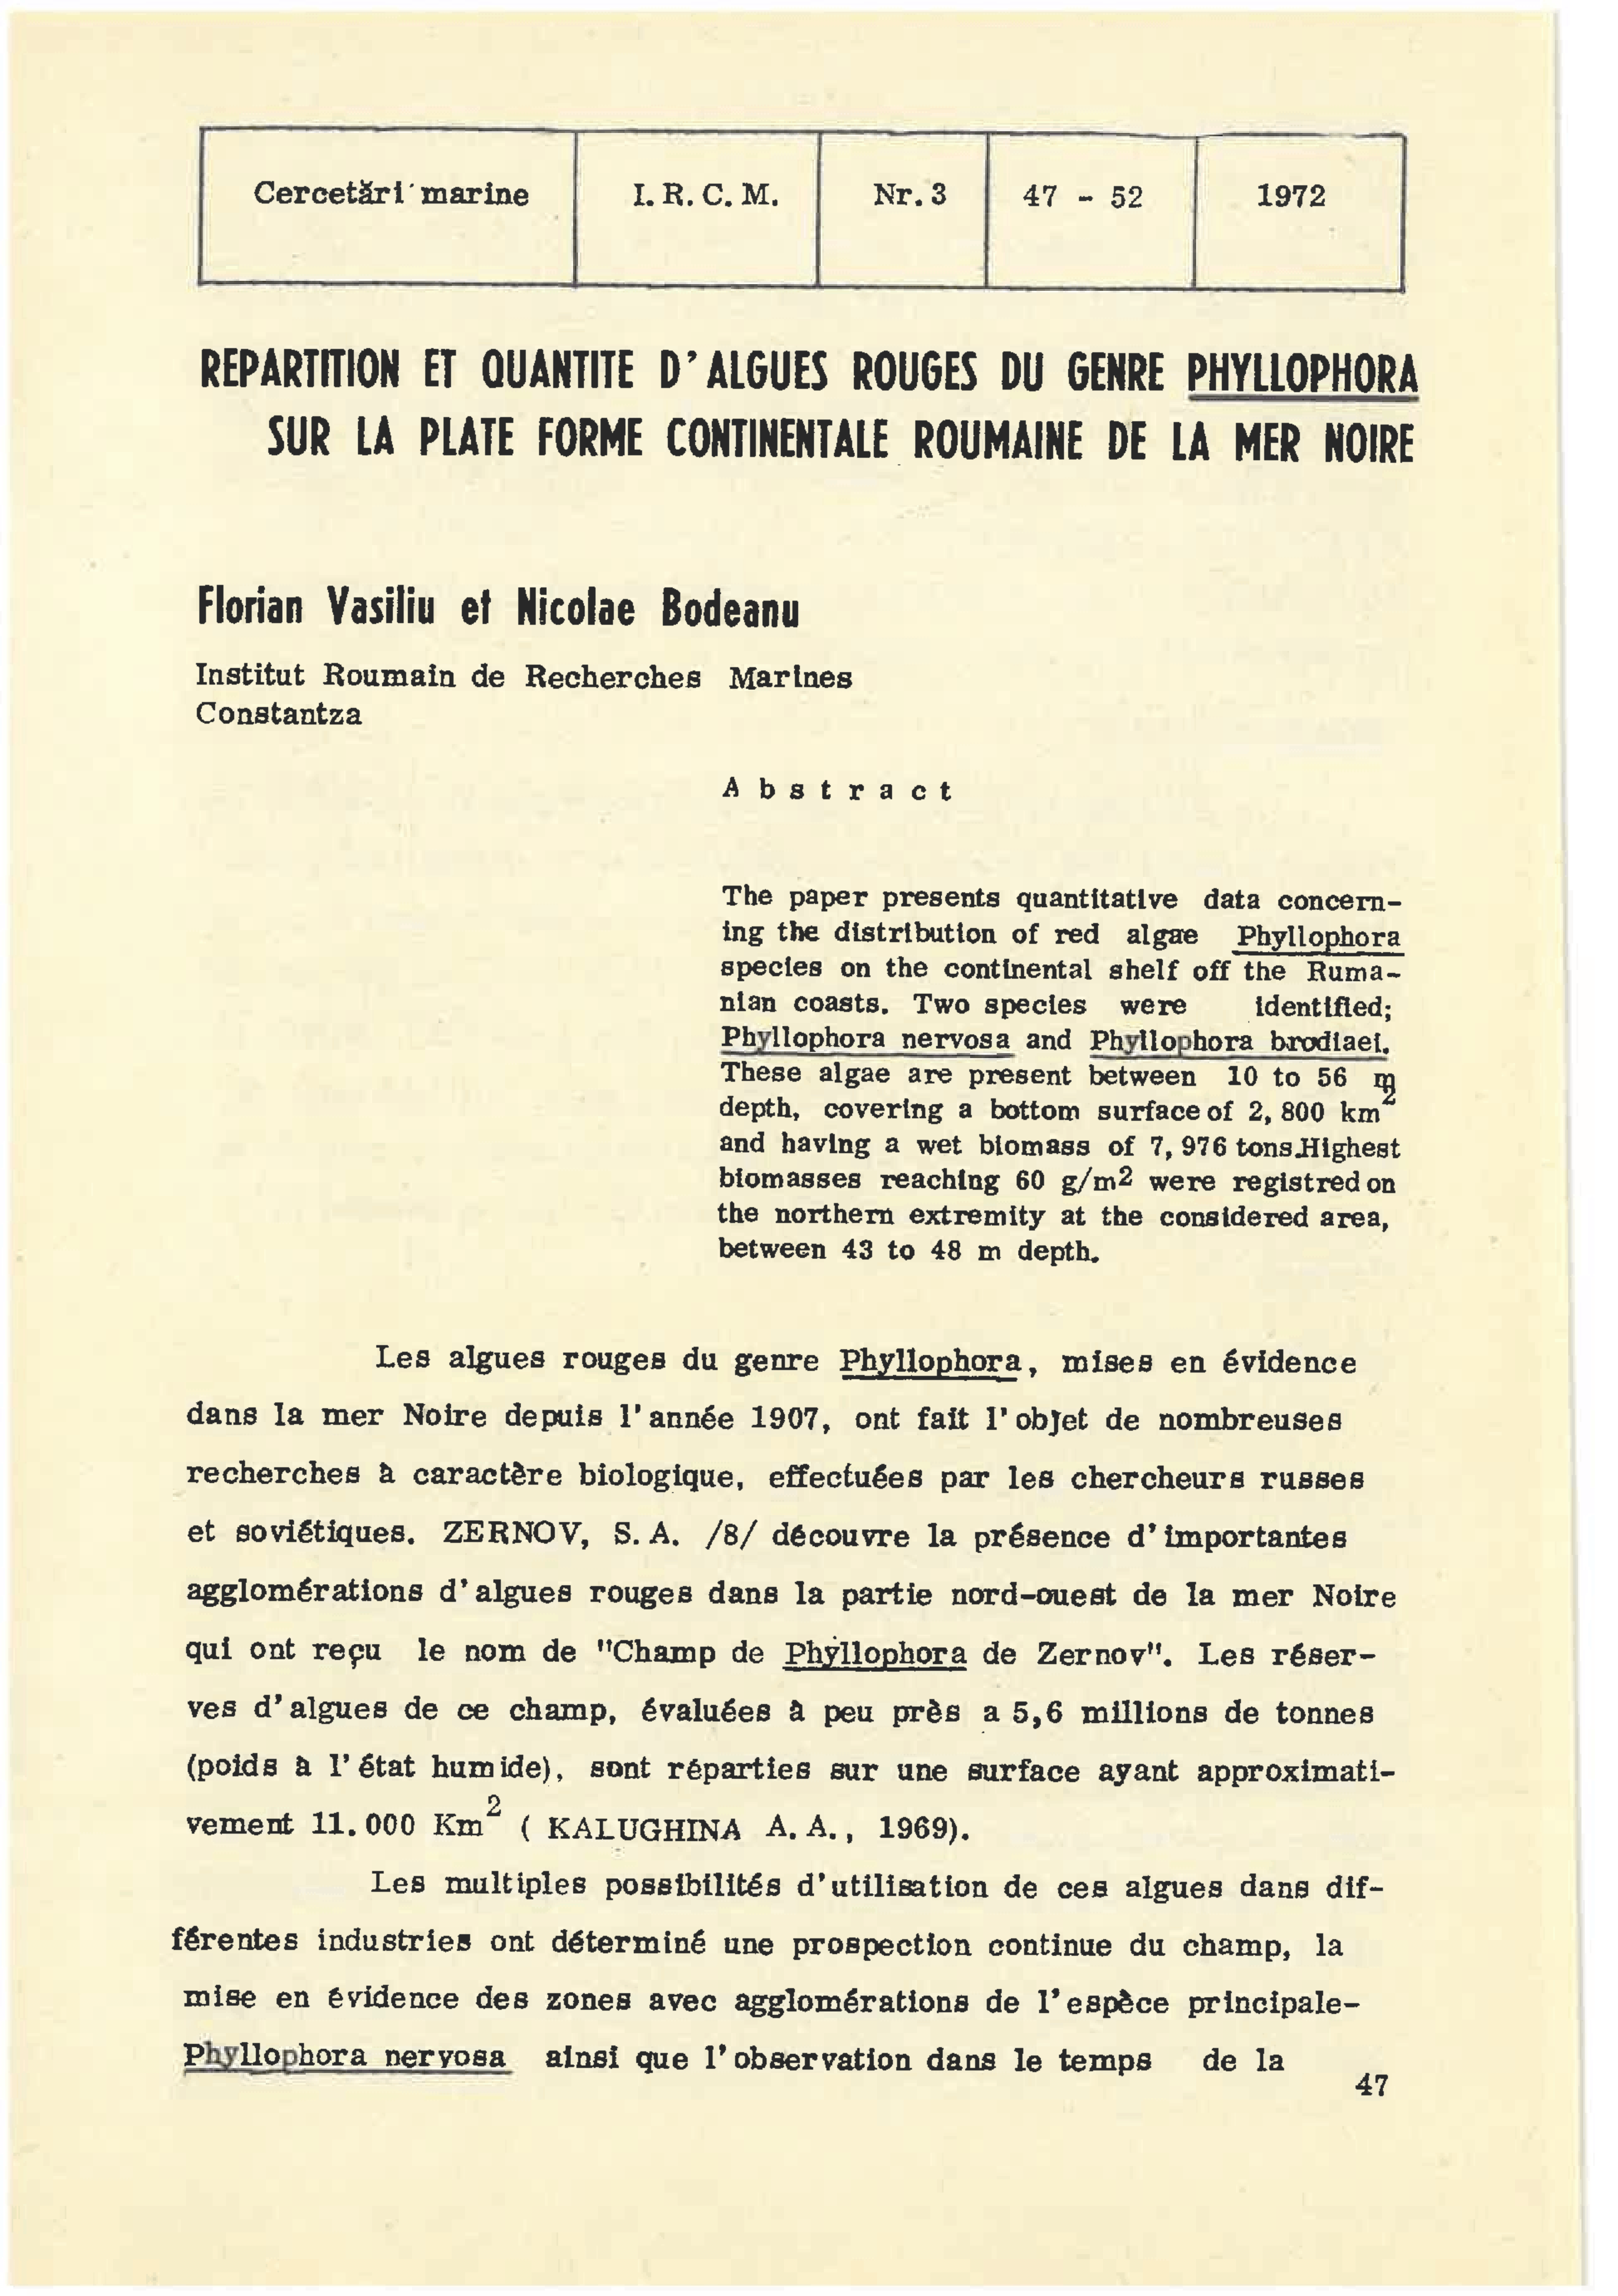 Cercetări marine I. R. C. M. Nr. 3 47 - 52 1972
REPARTITION ET QUANTITE D'ALGUES ROUGES DU GENRE PHYLLOPHORA
SUR LA PLATE FORME CONTINENTALE ROUMAINE DE LA MER NOIRE
Florian Vasiliu et Nicolae Bodeanu
Institut Roumain de Recherches Marines
Constantza
Abstract
The paper presents quantitative data concern-
ing the distribution of red algae Phyllophora
species on the continental shelf off the Ruma-
nian coasts. Two species were identified;
Phyllophora nervosa and Phyllophora brodiaei.
These algae are present between 10 to 56 m
depth, covering a bottom surface of 2,800 km²
and having a wet biomass of 7,976 tons.Highest
biomasses reaching 60 g/m2 were registred on
the northern extremity at the considered area,
between 43 to 48 m depth.
Les algues rouges du genre Phyllophora, mises en évidence
dans la mer Noire depuis l'année 1907, ont fait l'objet de nombreuses
recherches à caractère biologique, effectuées par les chercheurs russes
et soviétiques. ZERNOV, S. A. /8/ découvre la présence d'importantes
agglomérations d'algues rouges dans la partie nord-ouest de la mer Noire
qui ont reçu le nom de "Champ de Phyllophora de Zernov". Les réser-
ves d'algues de ce champ, évaluées à peu près a 5,6 millions de tonnes
(poids à l'état humide), sont réparties sur une surface ayant approximati-
vement 11.000 Km² ( KALUGHINA A. A., 1969).
Les multiples possibilités d'utilisation de ces algues dans dif-
férentes industries ont déterminé une prospection continue du champ, la
mise en évidence des zones avec agglomérations de l'espèce principale-
Phyllophora nervosa ainsi que l'observation dans le temps de la
47